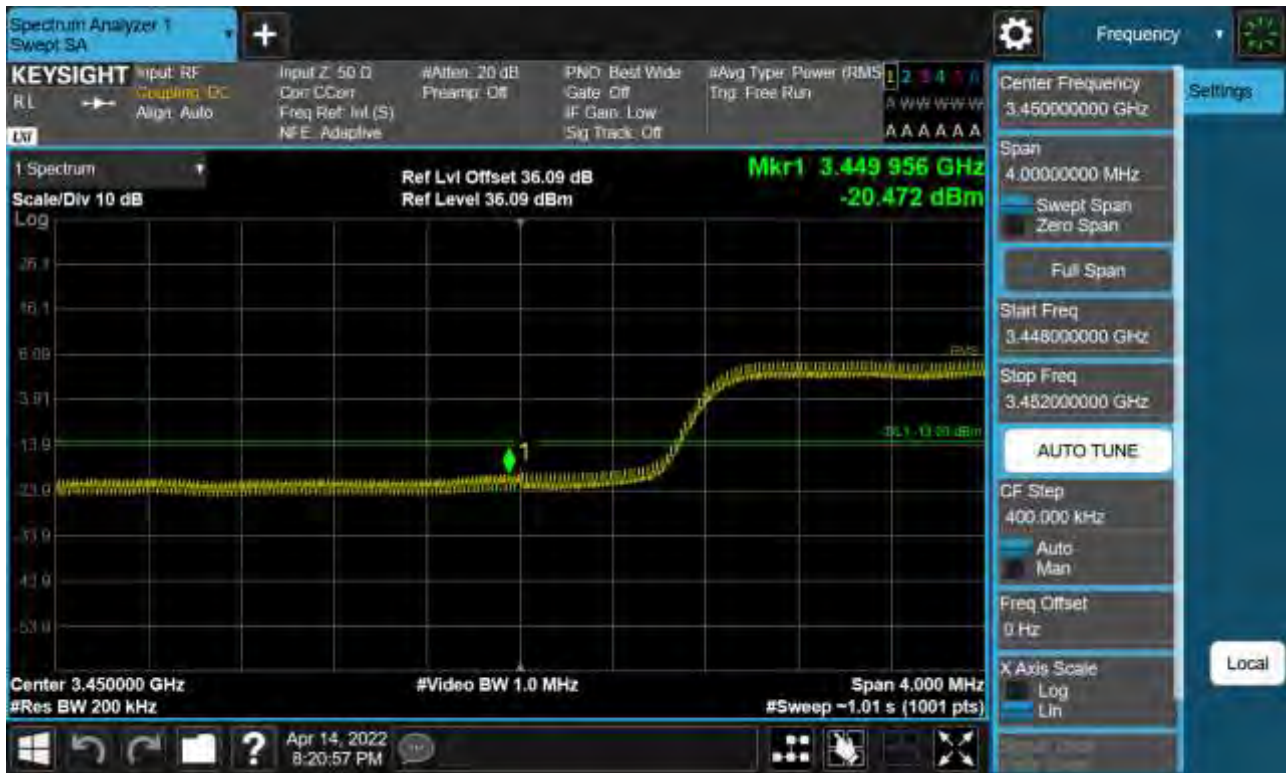 Spectrum Analyzer 1
Swept SA
Frequency
KEYSIGHT
RL
Input: RF
Coupling: DC
Align: Auto
Input Z: 50 Ω
Corr CCorr
Freq Ref: Int (S)
NFE: Adaptive
#Atten: 20 dB
Preamp: Off
PNO: Best Wide
Gate: Off
IF Gain: Low
Sig Track: Off
#Avg Type: Power (RMS
Trig: Free Run
1 2 3 4 5 6
A WW WW W
A A A A A A
1 Spectrum
Scale/Div 10 dB
Log
Ref Lvl Offset 36.09 dB
Ref Level 36.09 dBm
Mkr1 3.449 956 GHz
-20.472 dBm
26.1
16.1
6.09
-3.91
-13.9
-23.9
-33.9
-43.9
-53.9
RMS
DL1 -13.00 dBm
1
Center 3.450000 GHz
#Res BW 200 kHz
#Video BW 1.0 MHz
Span 4.000 MHz
#Sweep ~1.01 s (1001 pts)
Center Frequency
3.450000000 GHz
Settings
Span
4.00000000 MHz
Swept Span
Zero Span
Full Span
Start Freq
3.448000000 GHz
Stop Freq
3.452000000 GHz
AUTO TUNE
CF Step
400.000 kHz
Auto
Man
Freq Offset
0 Hz
X Axis Scale
Log
Lin
Local
Apr 14, 2022
8:20:57 PM